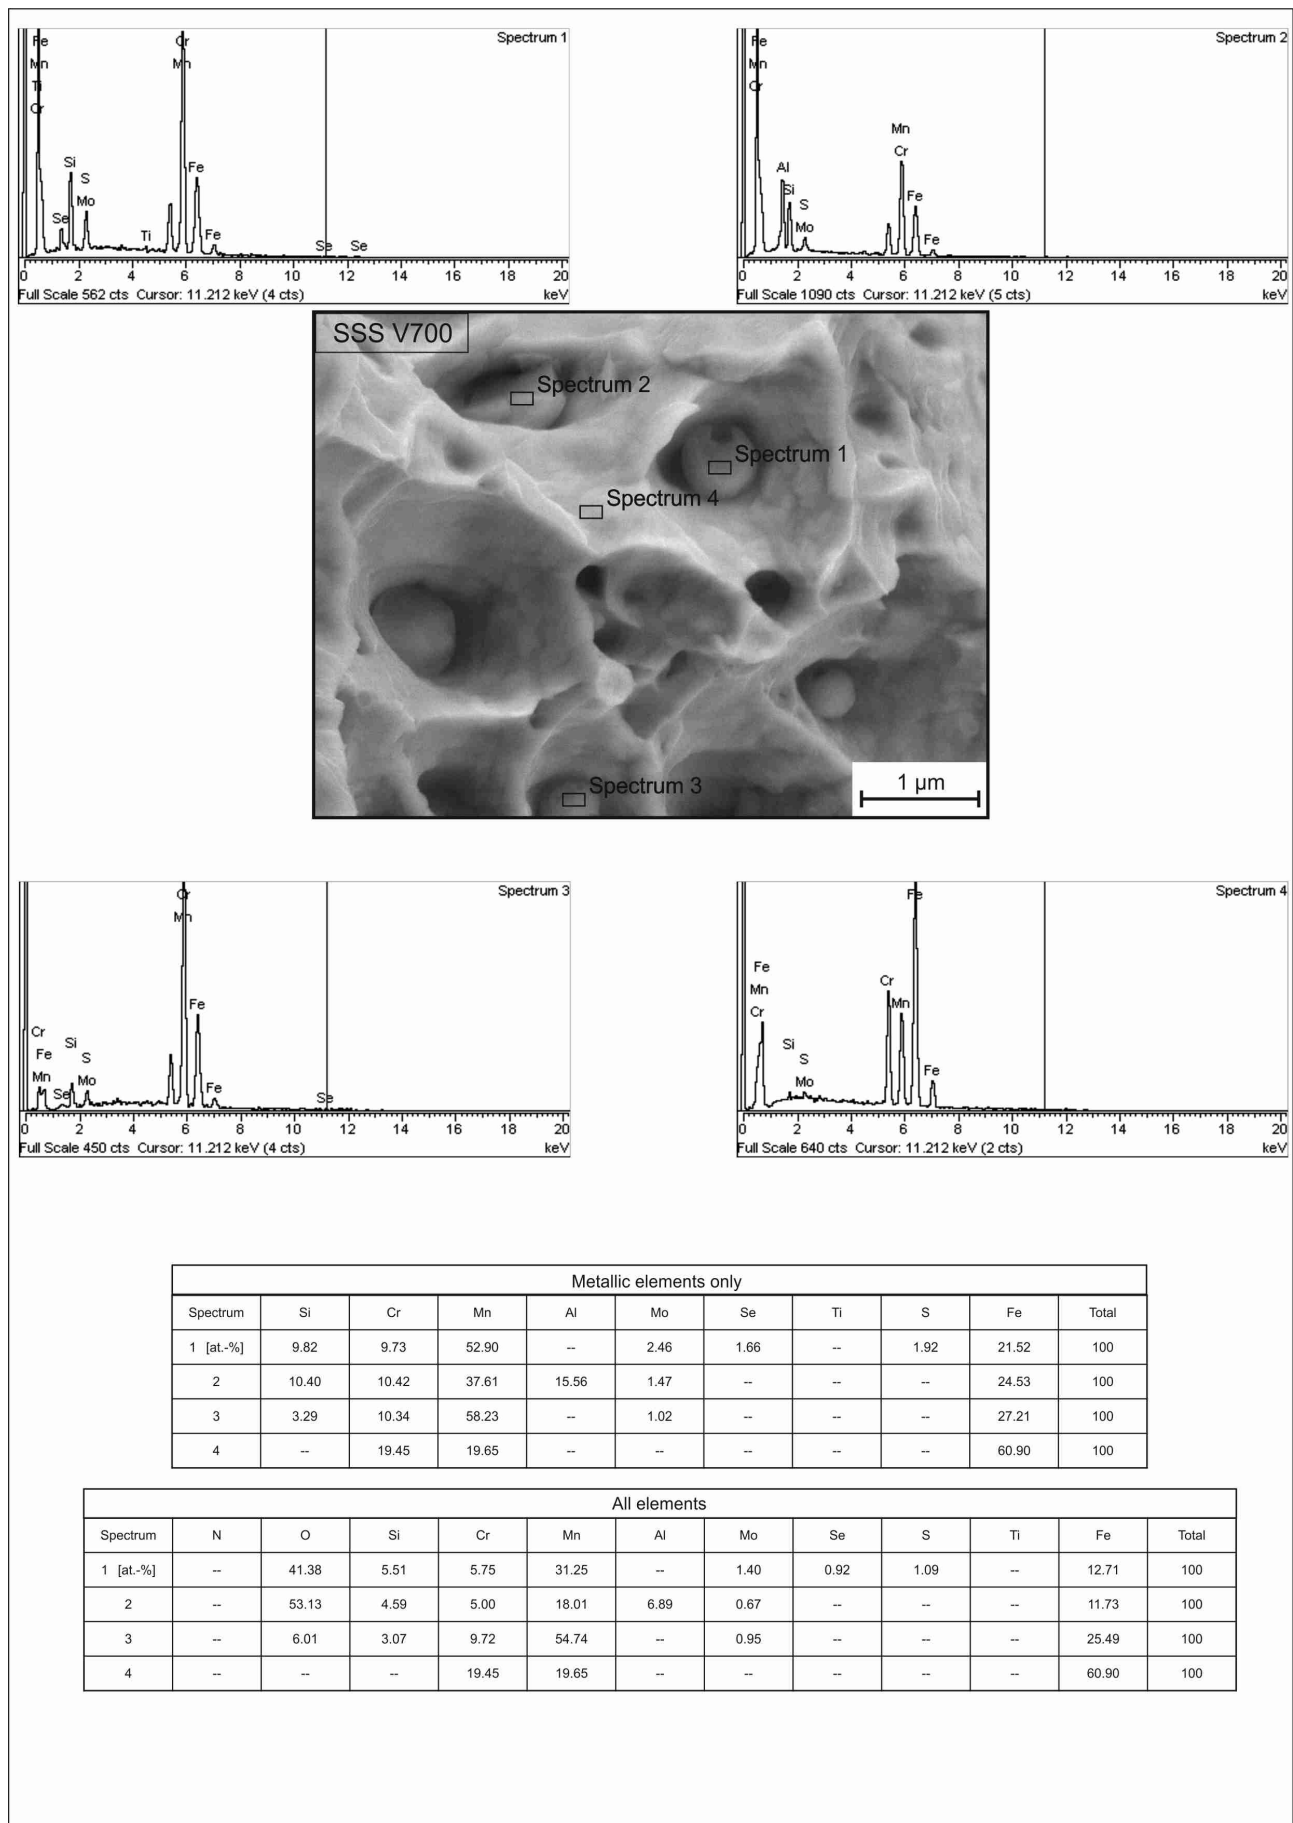 Spectrum 1
Fe
Mn
Ti
Cr
Si
S
Mo
Se
Ti
Cr
Mn
Fe
Fe
Se
Se
0 2 4 6 8 10 12 14 16 18 20
Full Scale 562 cts Cursor: 11.212 keV (4 cts) keV
Spectrum 2
Fe
Mn
Cr
Al
Si
S
Mo
Mn
Cr
Fe
Fe
0 2 4 6 8 10 12 14 16 18 20
Full Scale 1090 cts Cursor: 11.212 keV (5 cts) keV
SSS V700
Spectrum 2
Spectrum 1
Spectrum 4
Spectrum 3
1 µm
Spectrum 3
Cr
Fe
Mn
Se
Si
S
Mo
Cr
Mn
Fe
Fe
Se
0 2 4 6 8 10 12 14 16 18 20
Full Scale 450 cts Cursor: 11.212 keV (4 cts) keV
Spectrum 4
Fe
Mn
Cr
Si
S
Mo
Cr
Mn
Fe
Fe
0 2 4 6 8 10 12 14 16 18 20
Full Scale 640 cts Cursor: 11.212 keV (2 cts) keV
Metallic elements only
Spectrum Si Cr Mn Al Mo Se Ti S Fe Total
1 [at.-%] 9.82 9.73 52.90 -- 2.46 1.66 -- 1.92 21.52 100
2 10.40 10.42 37.61 15.56 1.47 -- -- -- 24.53 100
3 3.29 10.34 58.23 -- 1.02 -- -- -- 27.21 100
4 -- 19.45 19.65 -- -- -- -- -- 60.90 100
All elements
Spectrum N O Si Cr Mn Al Mo Se S Ti Fe Total
1 [at.-%] -- 41.38 5.51 5.75 31.25 -- 1.40 0.92 1.09 -- 12.71 100
2 -- 53.13 4.59 5.00 18.01 6.89 0.67 -- -- -- 11.73 100
3 -- 6.01 3.07 9.72 54.74 -- 0.95 -- -- -- 25.49 100
4 -- -- -- 19.45 19.65 -- -- -- -- -- 60.90 100